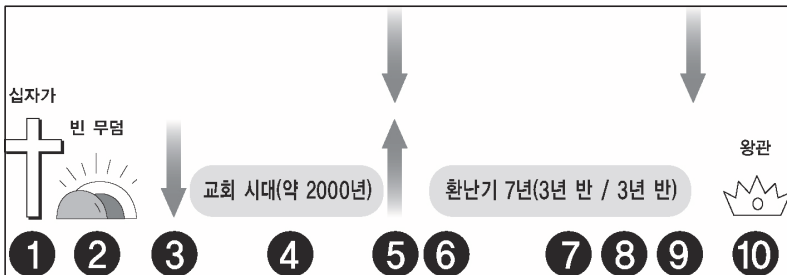 십자가
빈 무덤
왕관
교회 시대(약 2000년)
환난기 7년(3년 반 / 3년 반)
1 2 3 4 5 6 7 8 9 10